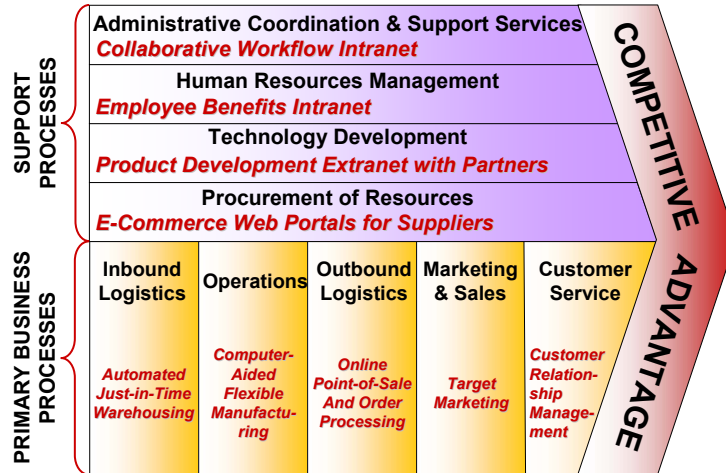 SUPPORT
PROCESSES
Administrative Coordination & Support Services
Collaborative Workflow Intranet
Human Resources Management
Employee Benefits Intranet
Technology Development
Product Development Extranet with Partners
Procurement of Resources
E-Commerce Web Portals for Suppliers
PRIMARY BUSINESS
PROCESSES
Inbound
Logistics
Automated
Just-in-Time
Warehousing
Operations
Computer-
Aided
Flexible
Manufactu-
ring
Outbound
Logistics
Online
Point-of-Sale
And Order
Processing
Marketing
& Sales
Target
Marketing
Customer
Service
Customer
Relation-
ship
Manage-
ment
COMPETITIVE
ADVANTAGE